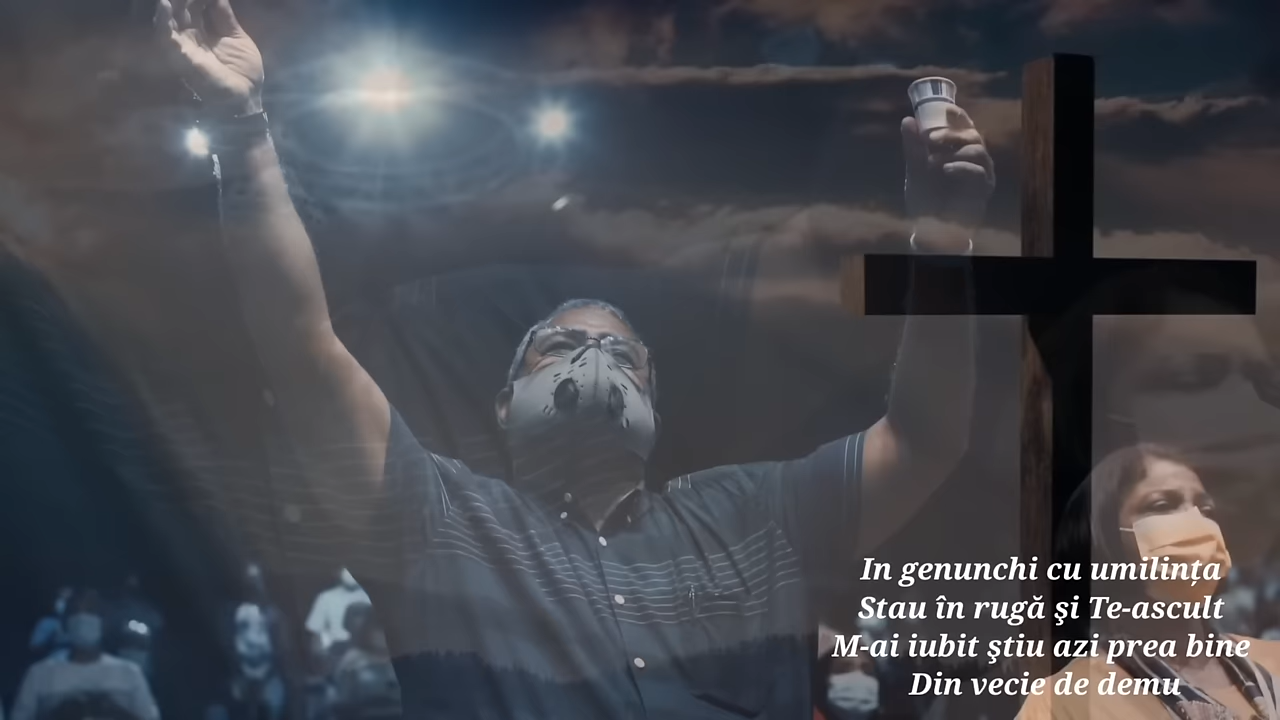 In genunchi cu umilința
Stau în rugă şi Te-ascult
M-ai iubit ştiu azi prea bine
Din vecie de demu